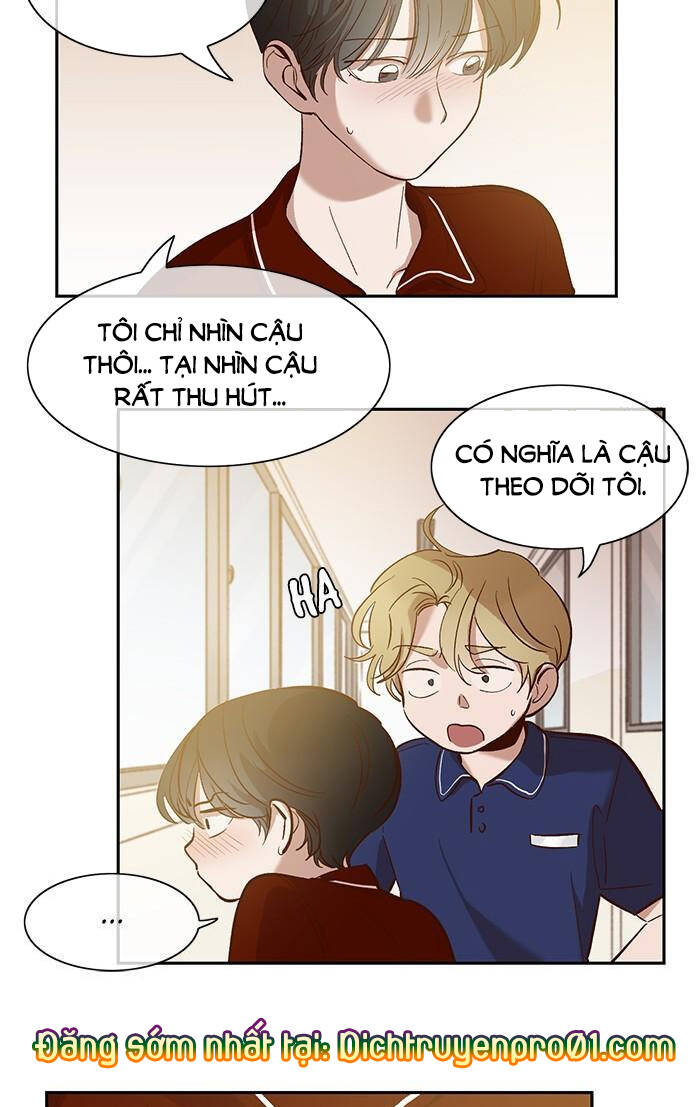 TÔI CHỈ NHÌN CẬU
THÔI... TẠI NHÌN CẬU
RẤT THU HÚT...
CÓ NGHĨA LÀ CẬU
THEO DÕI TÔI.
HA
...
Đăng sớm nhất tại: Dichtruyenpro01.com